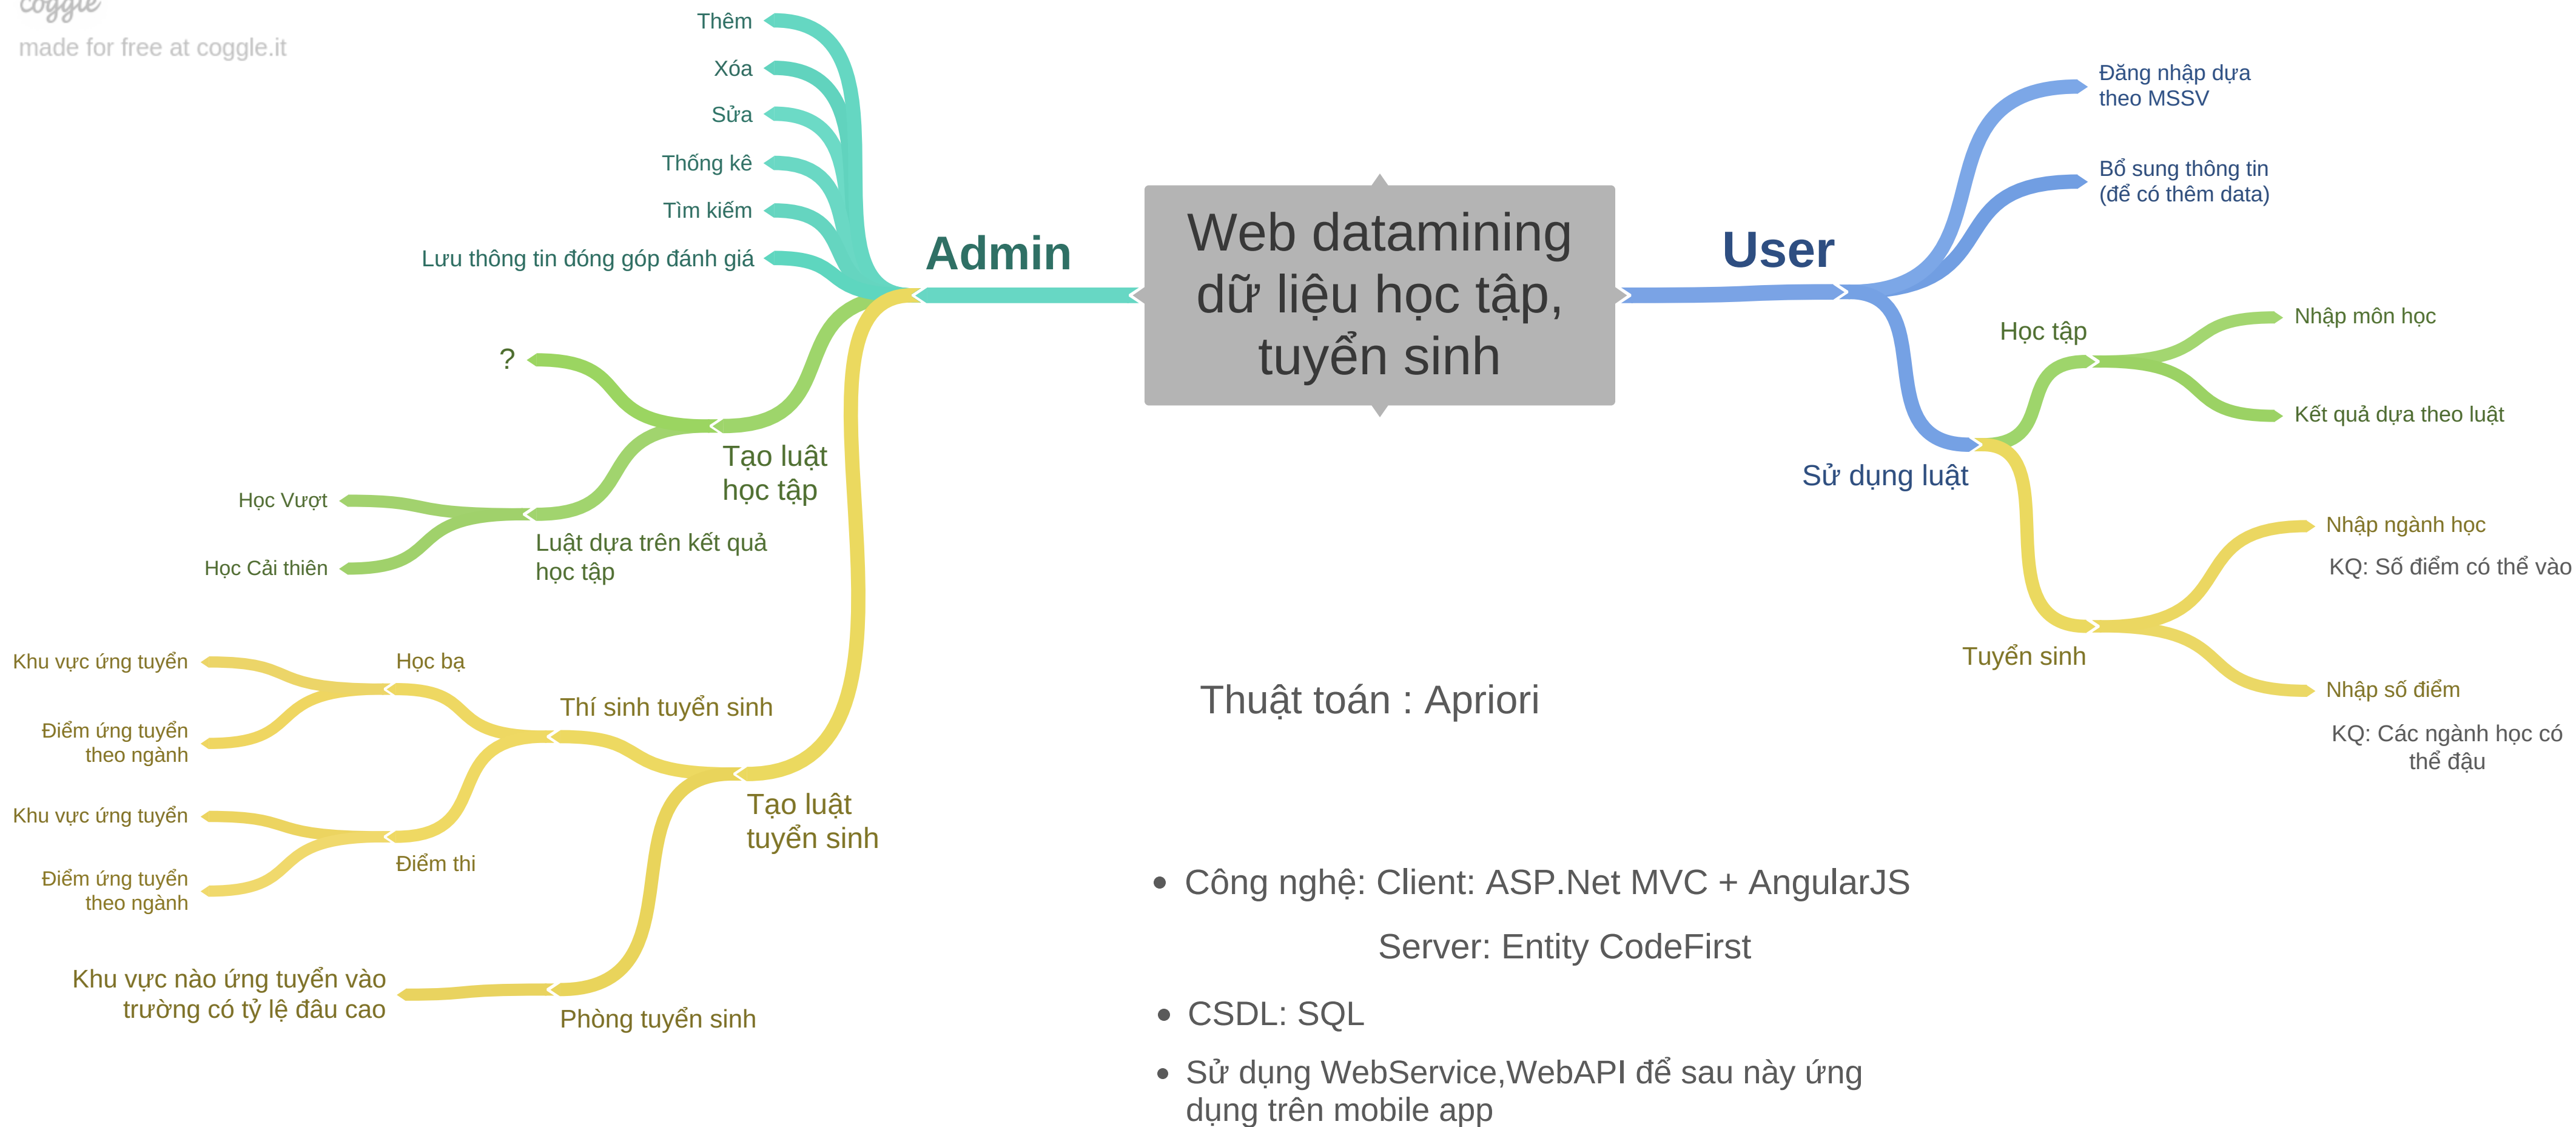 coggle
made for free at coggle.it
Thêm
Xóa
Sửa
Thống kê
Tìm kiếm
Lưu thông tin đóng góp đánh giá
Admin
?
Tạo luật
học tập
Học Vượt
Học Cải thiên
Luật dựa trên kết quả
học tập
Khu vực ứng tuyển
Học bạ
Điểm ứng tuyển
theo ngành
Thí sinh tuyển sinh
Khu vực ứng tuyển
Điểm ứng tuyển
theo ngành
Điểm thi
Tạo luật
tuyển sinh
Khu vực nào ứng tuyển vào
trường có tỷ lệ đâu cao
Phòng tuyển sinh
Web datamining
dữ liệu học tập,
tuyển sinh
User
Đăng nhập dựa
theo MSSV
Bổ sung thông tin
(để có thêm data)
Học tập
Nhập môn học
Kết quả dựa theo luật
Sử dụng luật
Nhập ngành học
KQ: Số điểm có thể vào
Tuyển sinh
Nhập số điểm
KQ: Các ngành học có
thể đậu
Thuật toán : Apriori
• Công nghệ: Client: ASP.Net MVC + AngularJS
Server: Entity CodeFirst
• CSDL: SQL
• Sử dụng WebService,WebAPI để sau này ứng
dụng trên mobile app